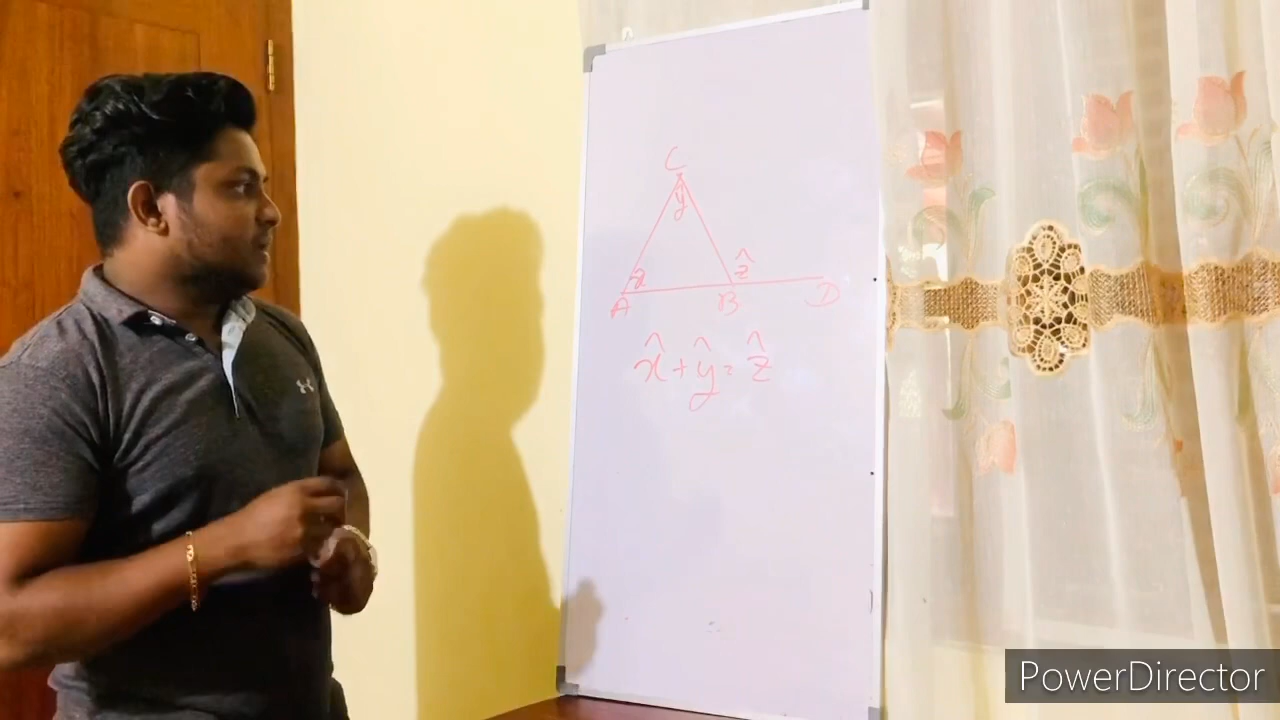 C
y
x ẑ
A B D
x̂ + ŷ = ẑ
PowerDirector